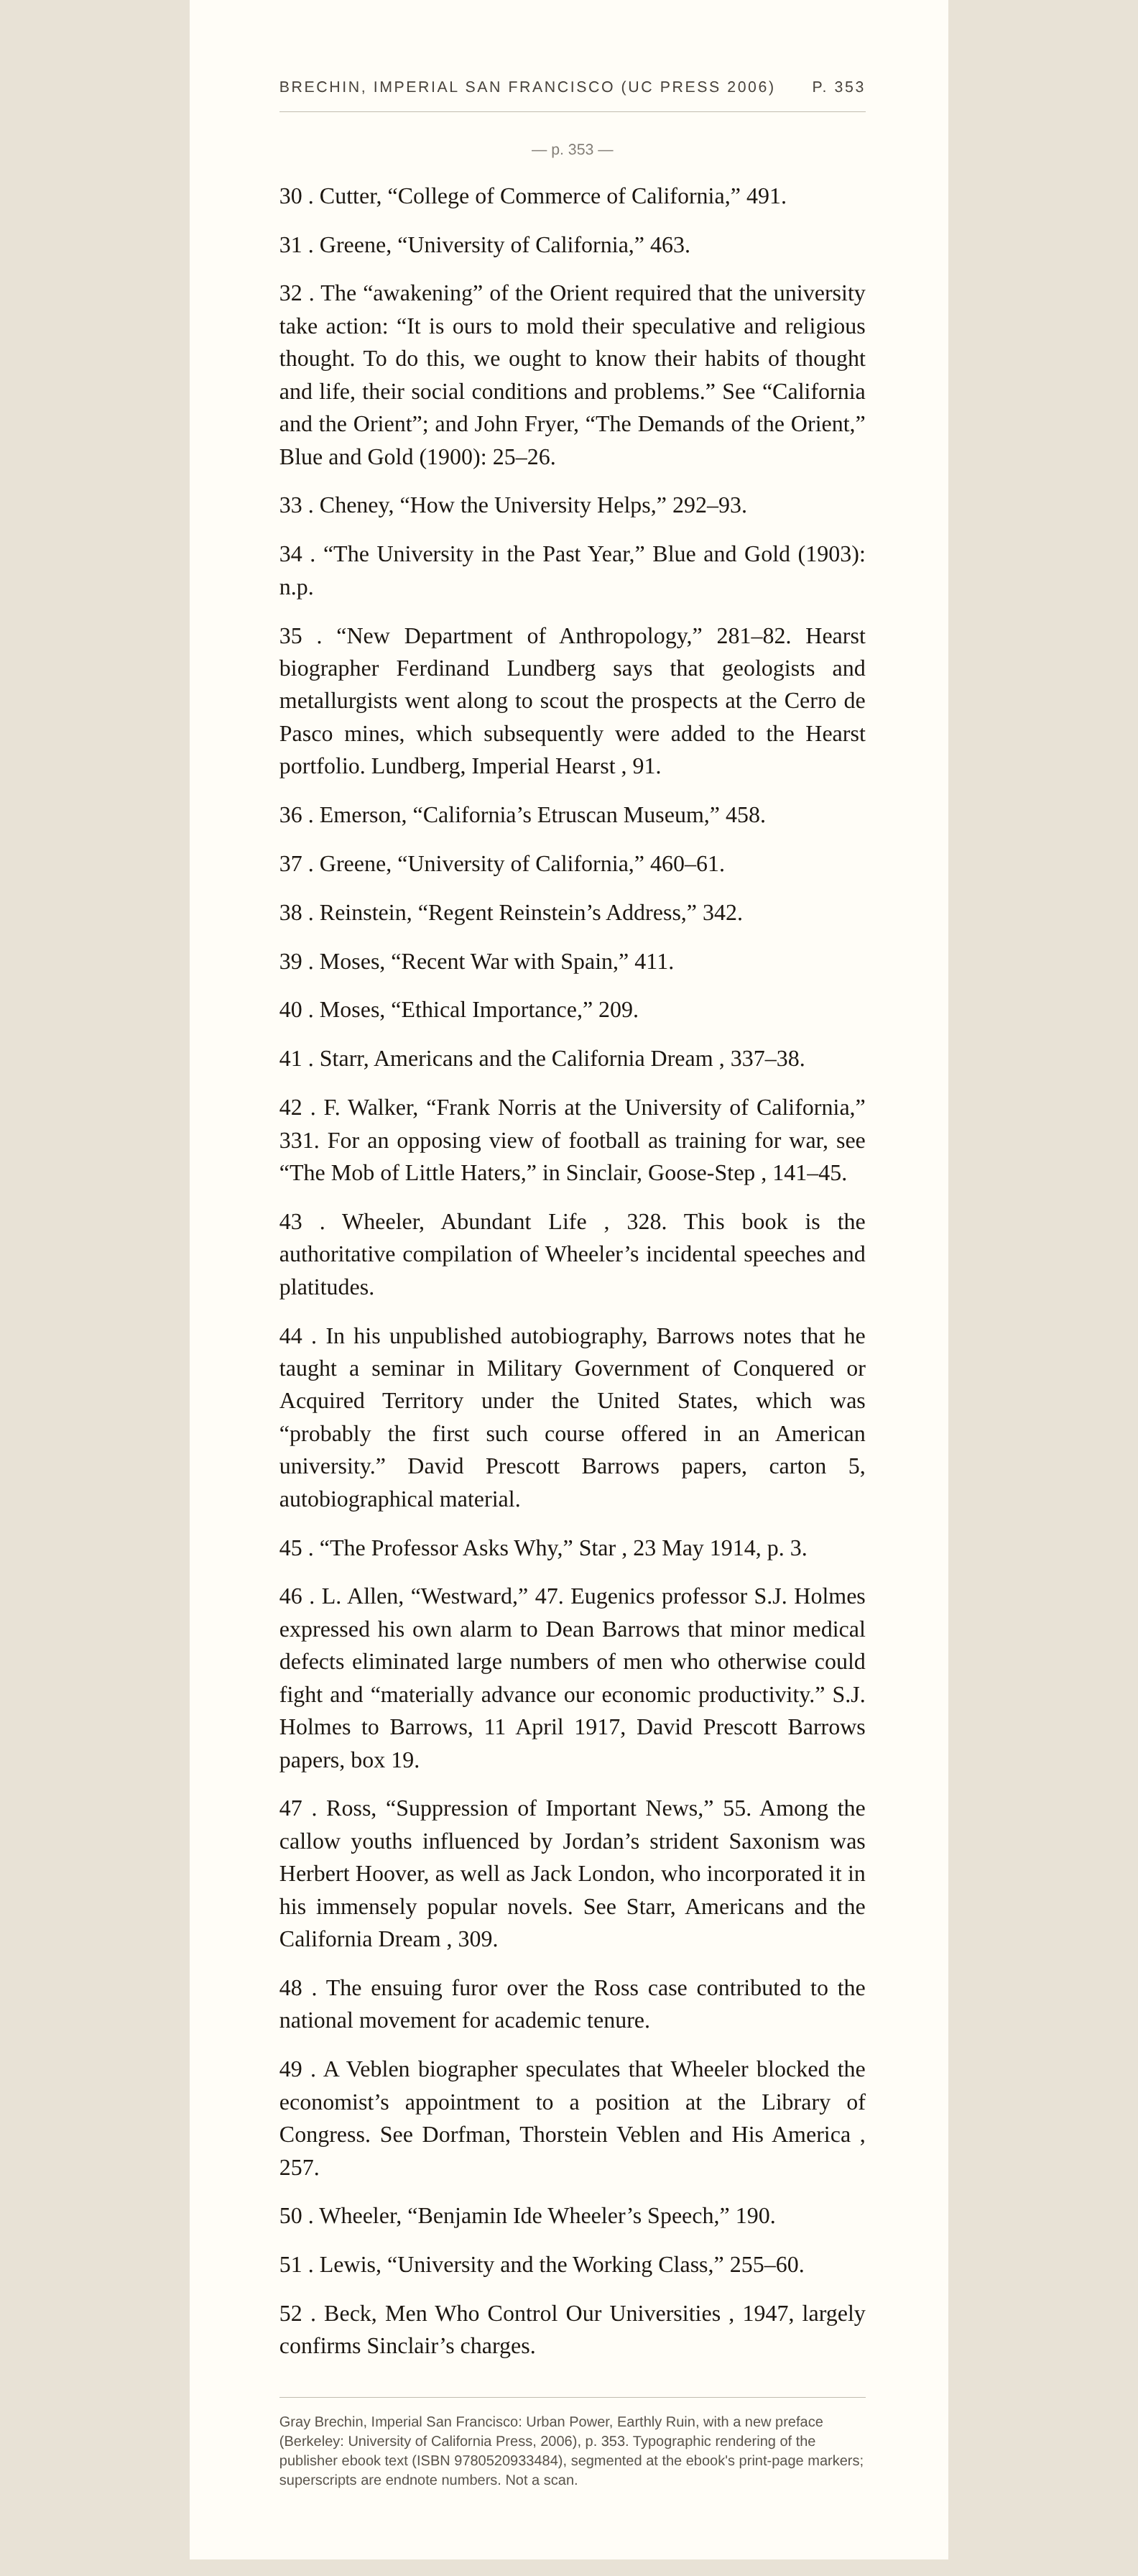 BRECHIN, IMPERIAL SAN FRANCISCO (UC PRESS 2006) P. 353
— p. 353 —
30 . Cutter, “College of Commerce of California,” 491.
31 . Greene, “University of California,” 463.
32 . The “awakening” of the Orient required that the university
take action: “It is ours to mold their speculative and religious
thought. To do this, we ought to know their habits of thought
and life, their social conditions and problems.” See “California
and the Orient”; and John Fryer, “The Demands of the Orient,”
Blue and Gold (1900): 25–26.
33 . Cheney, “How the University Helps,” 292–93.
34 . “The University in the Past Year,” Blue and Gold (1903):
n.p.
35 . “New Department of Anthropology,” 281–82. Hearst
biographer Ferdinand Lundberg says that geologists and
metallurgists went along to scout the prospects at the Cerro de
Pasco mines, which subsequently were added to the Hearst
portfolio. Lundberg, Imperial Hearst , 91.
36 . Emerson, “California’s Etruscan Museum,” 458.
37 . Greene, “University of California,” 460–61.
38 . Reinstein, “Regent Reinstein’s Address,” 342.
39 . Moses, “Recent War with Spain,” 411.
40 . Moses, “Ethical Importance,” 209.
41 . Starr, Americans and the California Dream , 337–38.
42 . F. Walker, “Frank Norris at the University of California,”
331. For an opposing view of football as training for war, see
“The Mob of Little Haters,” in Sinclair, Goose-Step , 141–45.
43 . Wheeler, Abundant Life , 328. This book is the
authoritative compilation of Wheeler’s incidental speeches and
platitudes.
44 . In his unpublished autobiography, Barrows notes that he
taught a seminar in Military Government of Conquered or
Acquired Territory under the United States, which was
“probably the first such course offered in an American
university.” David Prescott Barrows papers, carton 5,
autobiographical material.
45 . “The Professor Asks Why,” Star , 23 May 1914, p. 3.
46 . L. Allen, “Westward,” 47. Eugenics professor S.J. Holmes
expressed his own alarm to Dean Barrows that minor medical
defects eliminated large numbers of men who otherwise could
fight and “materially advance our economic productivity.” S.J.
Holmes to Barrows, 11 April 1917, David Prescott Barrows
papers, box 19.
47 . Ross, “Suppression of Important News,” 55. Among the
callow youths influenced by Jordan’s strident Saxonism was
Herbert Hoover, as well as Jack London, who incorporated it in
his immensely popular novels. See Starr, Americans and the
California Dream , 309.
48 . The ensuing furor over the Ross case contributed to the
national movement for academic tenure.
49 . A Veblen biographer speculates that Wheeler blocked the
economist’s appointment to a position at the Library of
Congress. See Dorfman, Thorstein Veblen and His America ,
257.
50 . Wheeler, “Benjamin Ide Wheeler’s Speech,” 190.
51 . Lewis, “University and the Working Class,” 255–60.
52 . Beck, Men Who Control Our Universities , 1947, largely
confirms Sinclair’s charges.
Gray Brechin, Imperial San Francisco: Urban Power, Earthly Ruin, with a new preface
(Berkeley: University of California Press, 2006), p. 353. Typographic rendering of the
publisher ebook text (ISBN 9780520933484), segmented at the ebook's print-page markers;
superscripts are endnote numbers. Not a scan.